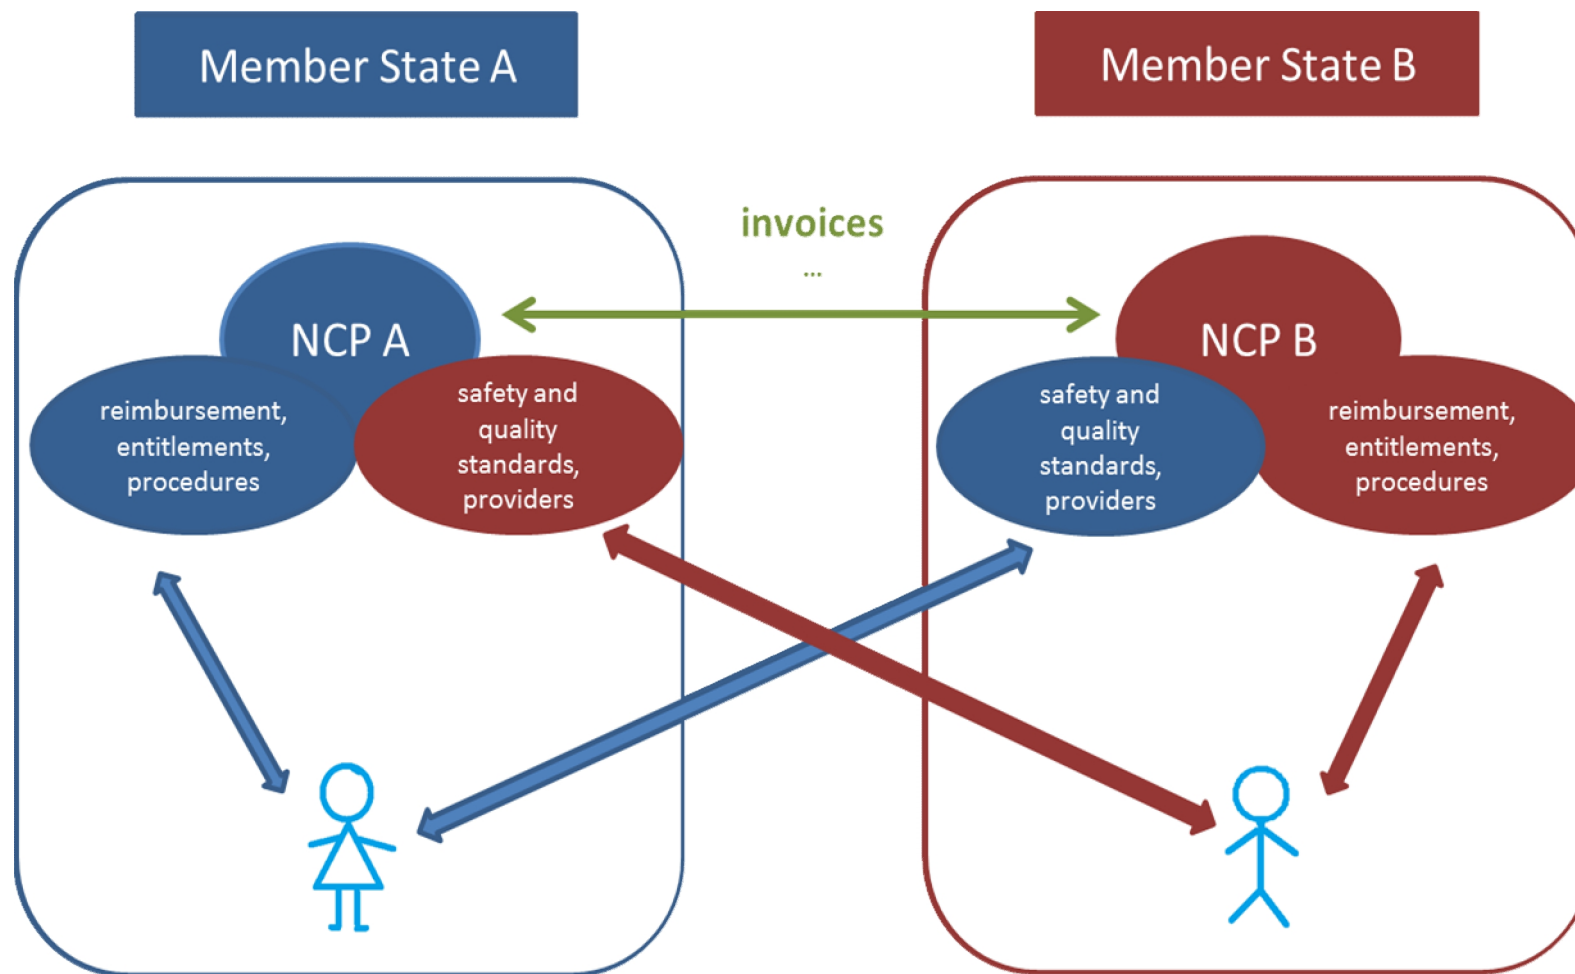 Member State A
Member State B
invoices
...
NCP A
NCP B
reimbursement,
entitlements,
procedures
safety and
quality
standards,
providers
safety and
quality
standards,
providers
reimbursement,
entitlements,
procedures